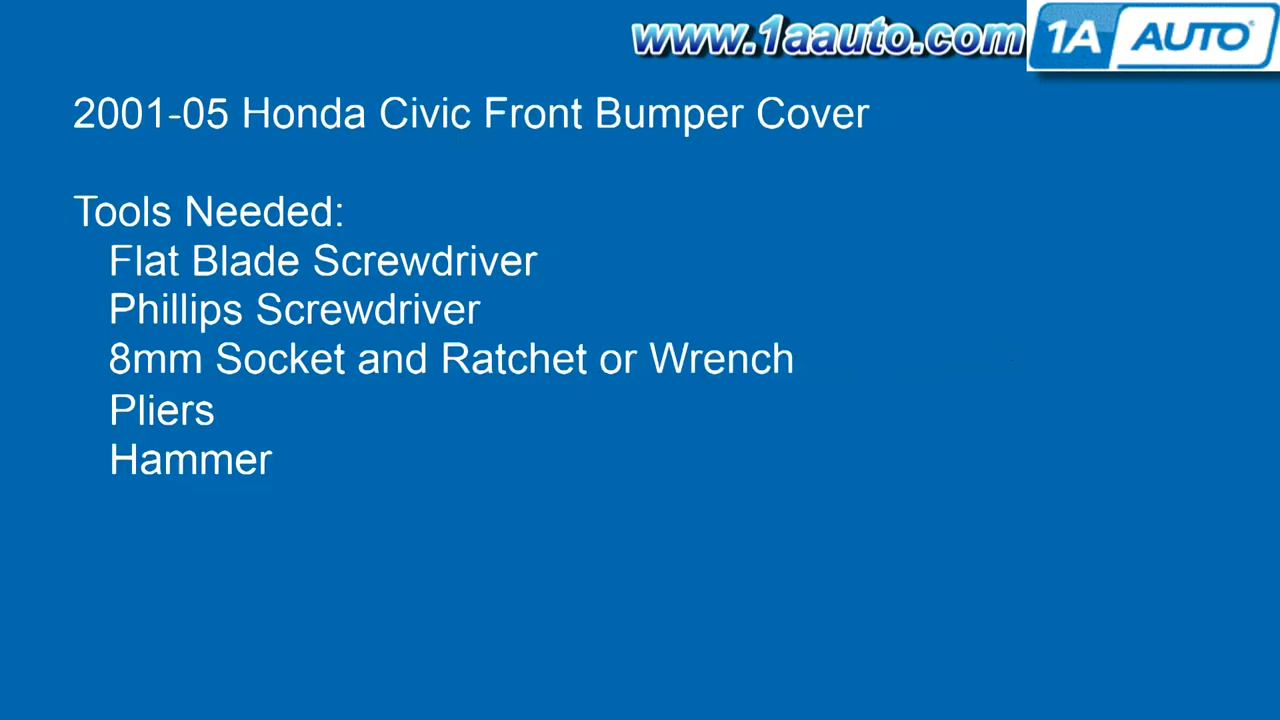 www.1aauto.com 1A AUTO
2001-05 Honda Civic Front Bumper Cover
Tools Needed:
Flat Blade Screwdriver
Phillips Screwdriver
8mm Socket and Ratchet or Wrench
Pliers
Hammer